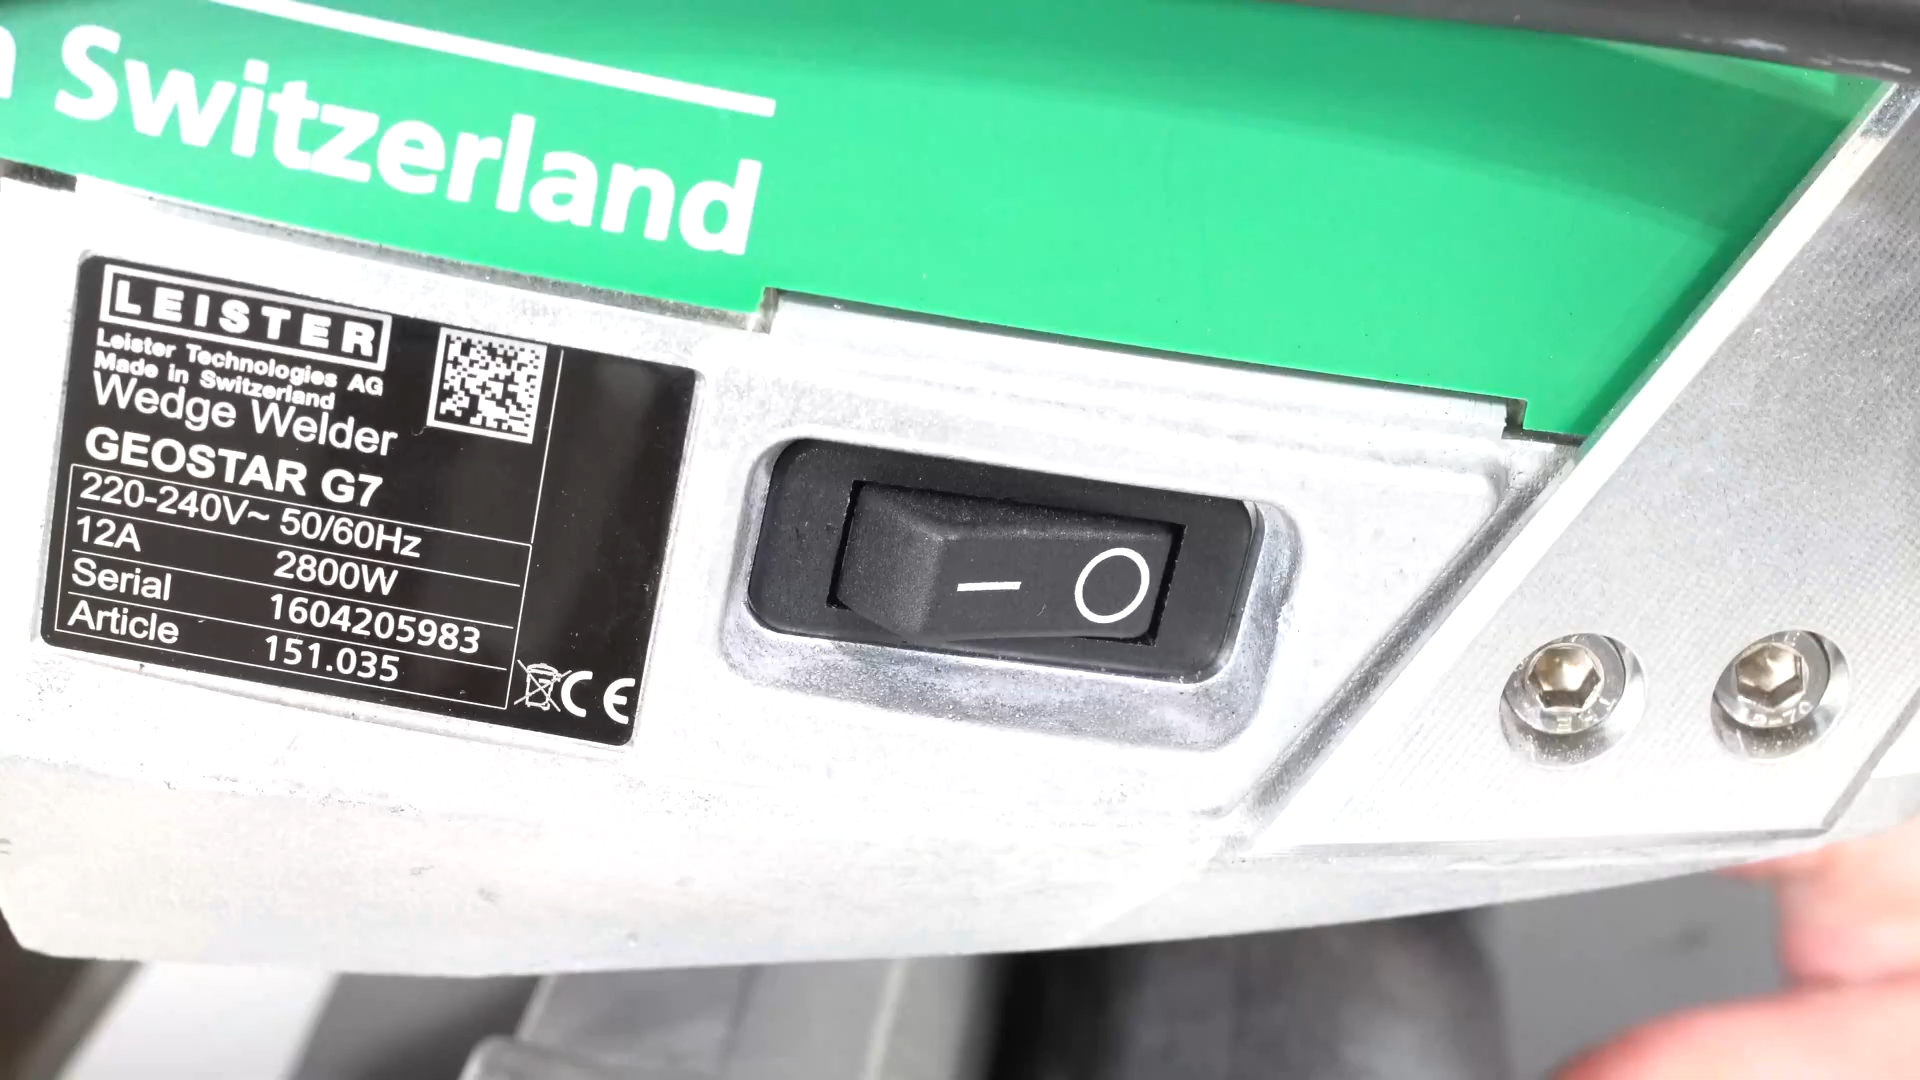 Switzerland
LEISTER
Leister Technologies AG
Made in Switzerland
Wedge Welder
GEOSTAR G7
220-240V~ 50/60Hz
12A 2800W
Serial 1604205983
Article 151.035
CE